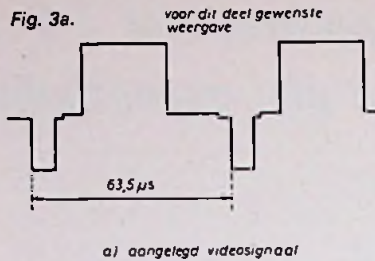 Fig. 3a.
voor dit deel gewenste
weergave
63,5 µs
a) aangelegd videosignaal